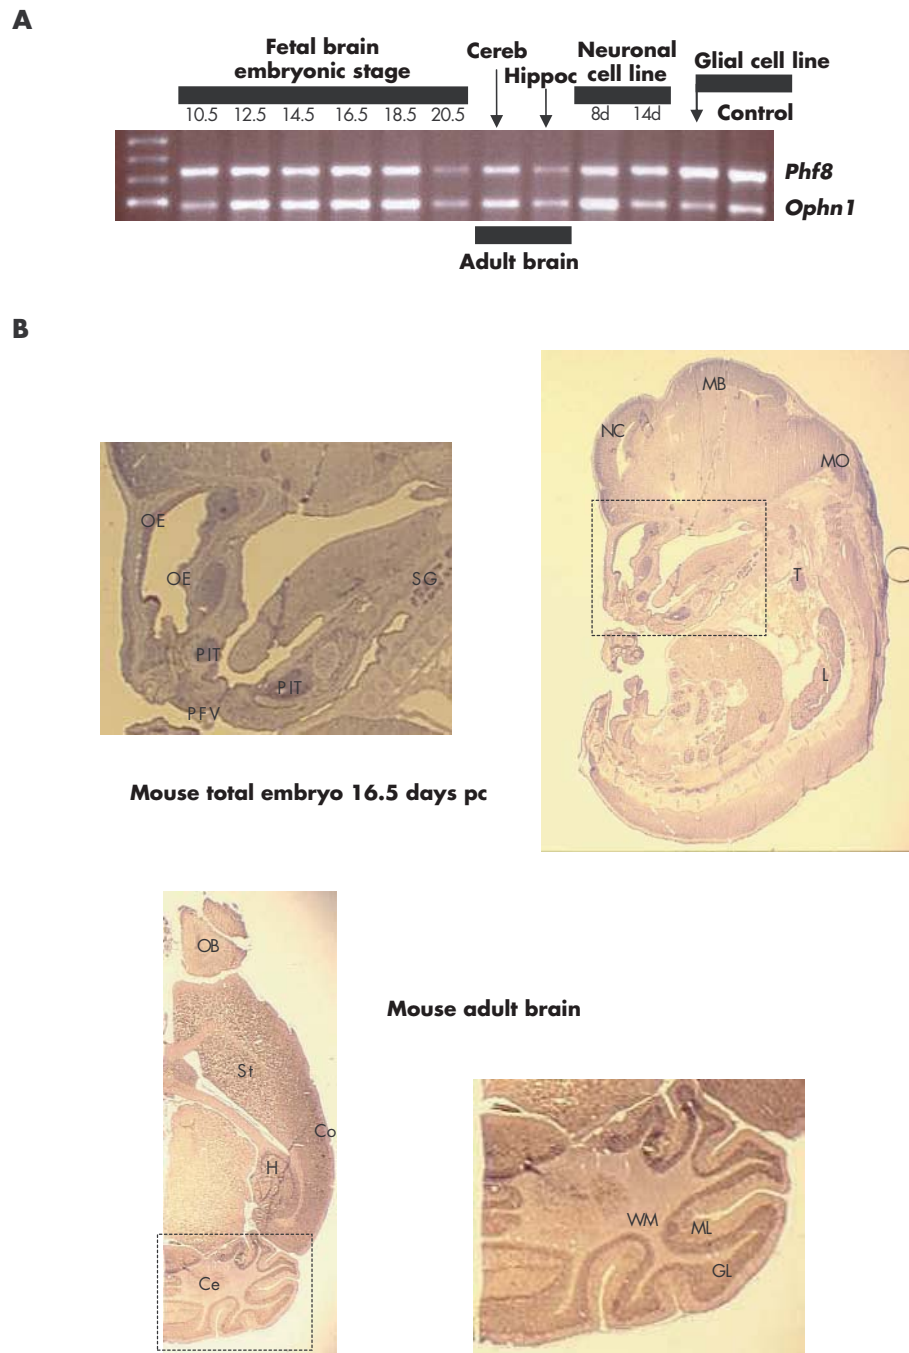 A
Fetal brain
embryonic stage
Cereb
Hippoc
Neuronal
cell line
Glial cell line
10.5 12.5 14.5 16.5 18.5 20.5
8d 14d
Control
Phf8
Ophn1
Adult brain
B
MB
NC
MO
T
L
OE
OE
SG
PIT
PIT
PFV
Mouse total embryo 16.5 days pc
OB
St
Co
H
Ce
Mouse adult brain
WM
ML
GL